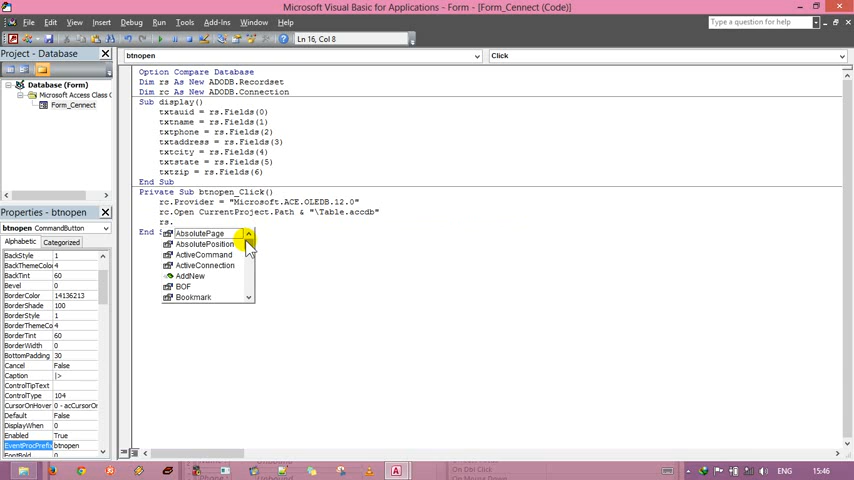 Microsoft Visual Basic for Applications - Form - [Form_Cennect (Code)]
File Edit View Insert Debug Run Tools Add-Ins Window Help
Type a question for help
Ln 16, Col 8
Project - Database
btnopen
Click
Database (Form)
Microsoft Access Class O
Form_Cennect
Option Compare Database
Dim rs As New ADODB.Recordset
Dim rc As New ADODB.Connection
Sub display()
txtauid = rs.Fields(0)
txtname = rs.Fields(1)
txtphone = rs.Fields(2)
txtaddress = rs.Fields(3)
txtcity = rs.Fields(4)
txtstate = rs.Fields(5)
txtzip = rs.Fields(6)
End Sub
Private Sub btnopen_Click()
rc.Provider = "Microsoft.ACE.OLEDB.12.0"
rc.Open CurrentProject.Path & "\Table.accdb"
rs.
End S
AbsolutePage
AbsolutePosition
ActiveCommand
ActiveConnection
AddNew
BOF
Bookmark
Properties - btnopen
btnopen CommandButton
Alphabetic Categorized
BackStyle 1
BackThemeColor 4
BackTint 60
Bevel 0
BorderColor 14136213
BorderShade 100
BorderStyle 1
BorderThemeCo 4
BorderTint 60
BorderWidth 0
BottomPadding 30
Cancel False
Caption |>
ControlTipText
ControlType 104
CursorOnHover 0 - acCursorOn
Default False
DisplayWhen 0
Enabled True
EventProcPrefix btnopen
FontBold 0
On Dbl Click
ENG 15:46